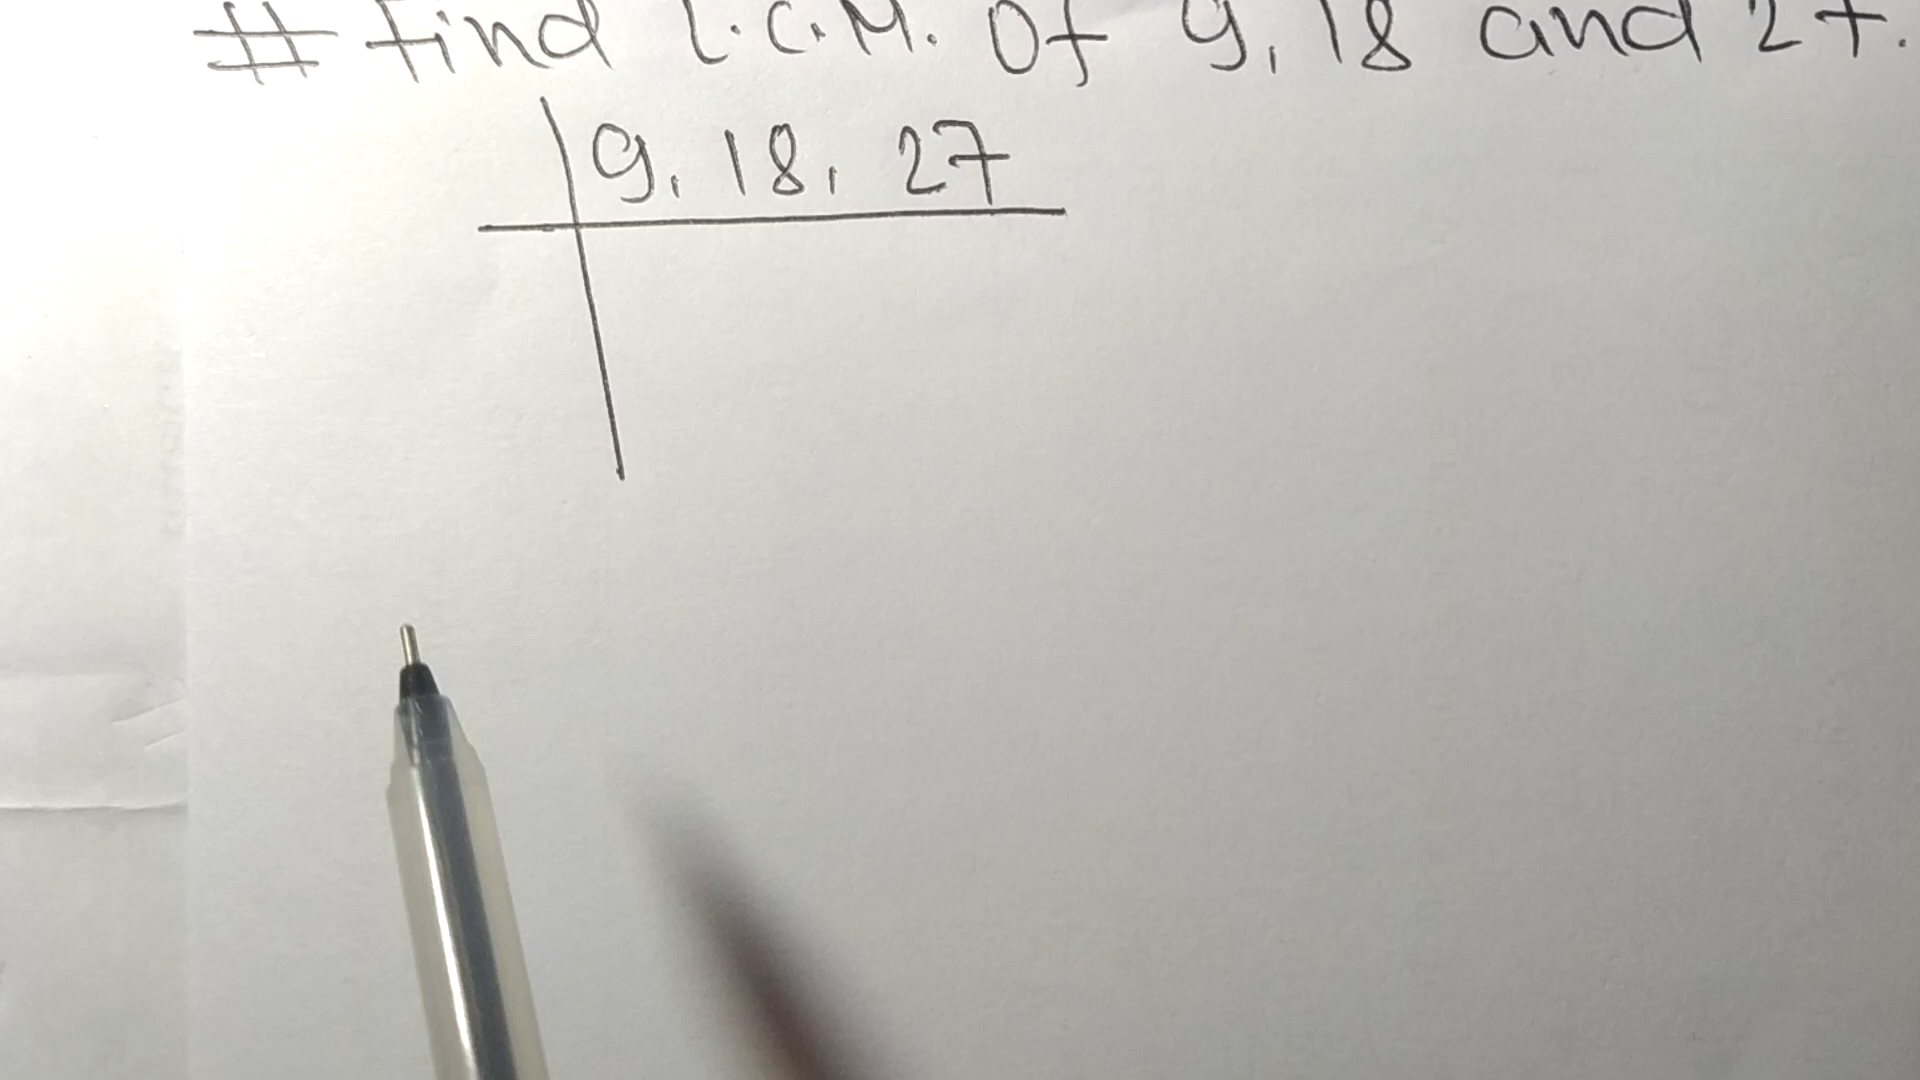 # Find L.C.M. Of 9, 18 and 27.
9, 18, 27